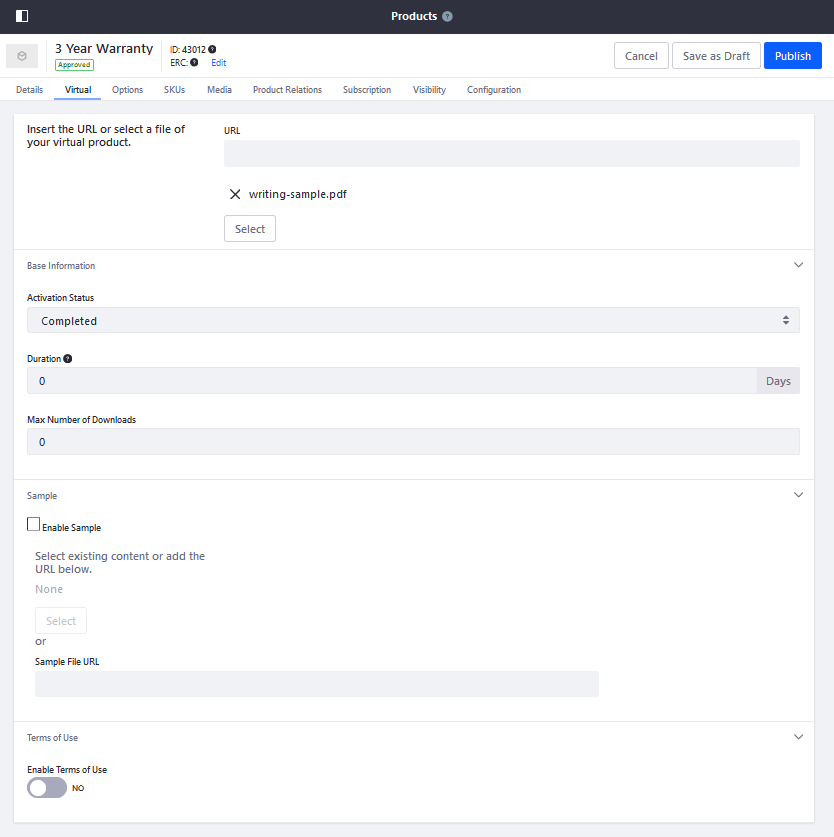 Products ?
3 Year Warranty
Approved
ID: 43012 ?
ERC: ? Edit
Cancel
Save as Draft
Publish
Details Virtual Options SKUs Media Product Relations Subscription Visibility Configuration
Insert the URL or select a file of
your virtual product.
URL
writing-sample.pdf
Select
Base Information
Activation Status
Completed
Duration ?
0 Days
Max Number of Downloads
0
Sample
Enable Sample
Select existing content or add the
URL below.
None
Select
or
Sample File URL
Terms of Use
Enable Terms of Use
NO